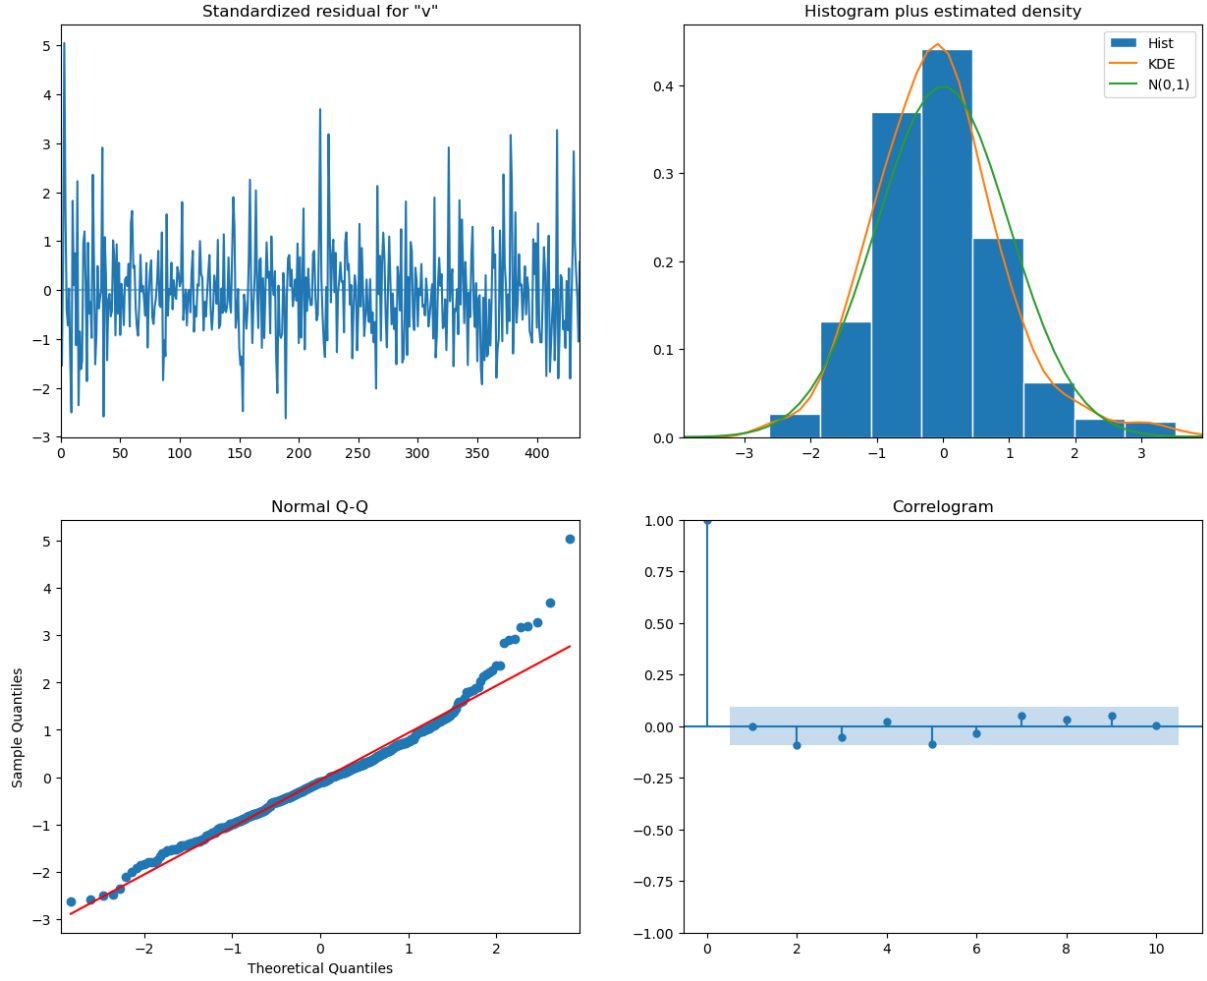 Standardized residual for "v"
5
4
3
2
1
0
−1
−2
−3
0 50 100 150 200 250 300 350 400
Histogram plus estimated density
Hist
KDE
N(0,1)
0.4
0.3
0.2
0.1
0.0
−3 −2 −1 0 1 2 3
Normal Q-Q
Sample Quantiles
5
4
3
2
1
0
−1
−2
−3
−2 −1 0 1 2
Theoretical Quantiles
Correlogram
1.00
0.75
0.50
0.25
0.00
−0.25
−0.50
−0.75
−1.00
0 2 4 6 8 10